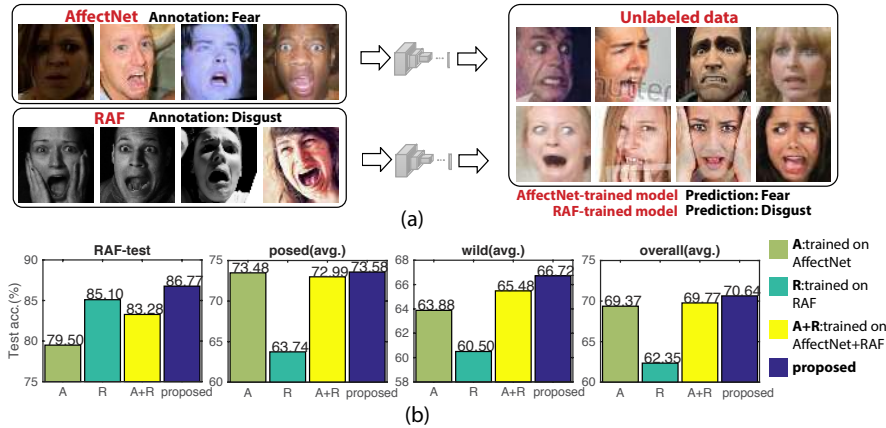 AffectNet Annotation: Fear
RAF Annotation: Disgust
Unlabeled data
AffectNet-trained model Prediction: Fear
RAF-trained model Prediction: Disgust
(a)
RAF-test
Test acc.(%)
90
85
80
75
79.50
85.10
83.28
86.77
A R A+R proposed
posed(avg.)
75
70
65
60
73.48
63.74
72.99
73.58
A R A+R proposed
wild(avg.)
68
66
64
62
60
58
63.88
60.50
65.48
66.72
A R A+R proposed
overall(avg.)
75
70
65
60
69.37
62.35
69.77
70.64
A R A+R proposed
A:trained on
AffectNet
R:trained on
RAF
A+R:trained on
AffectNet+RAF
proposed
(b)